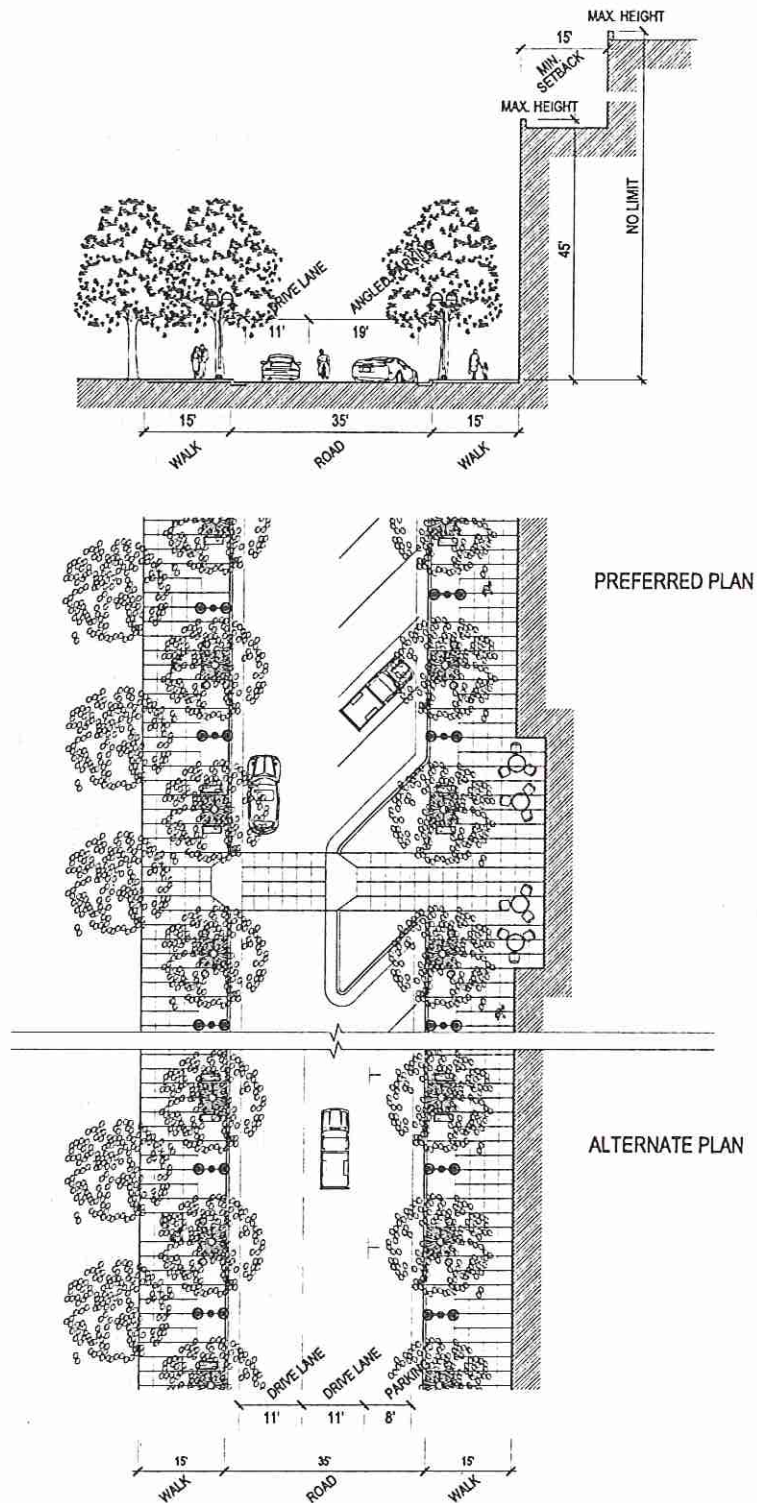 MAX. HEIGHT
15'
MIN.
SETBACK
MAX. HEIGHT
NO LIMIT
45'
DRIVE LANE
ANGLED PARKING
11'
19'
15'
35'
15'
WALK
ROAD
WALK
PREFERRED PLAN
ALTERNATE PLAN
DRIVE LANE
DRIVE LANE
PARKING
11'
11'
8'
15'
35'
15'
WALK
ROAD
WALK